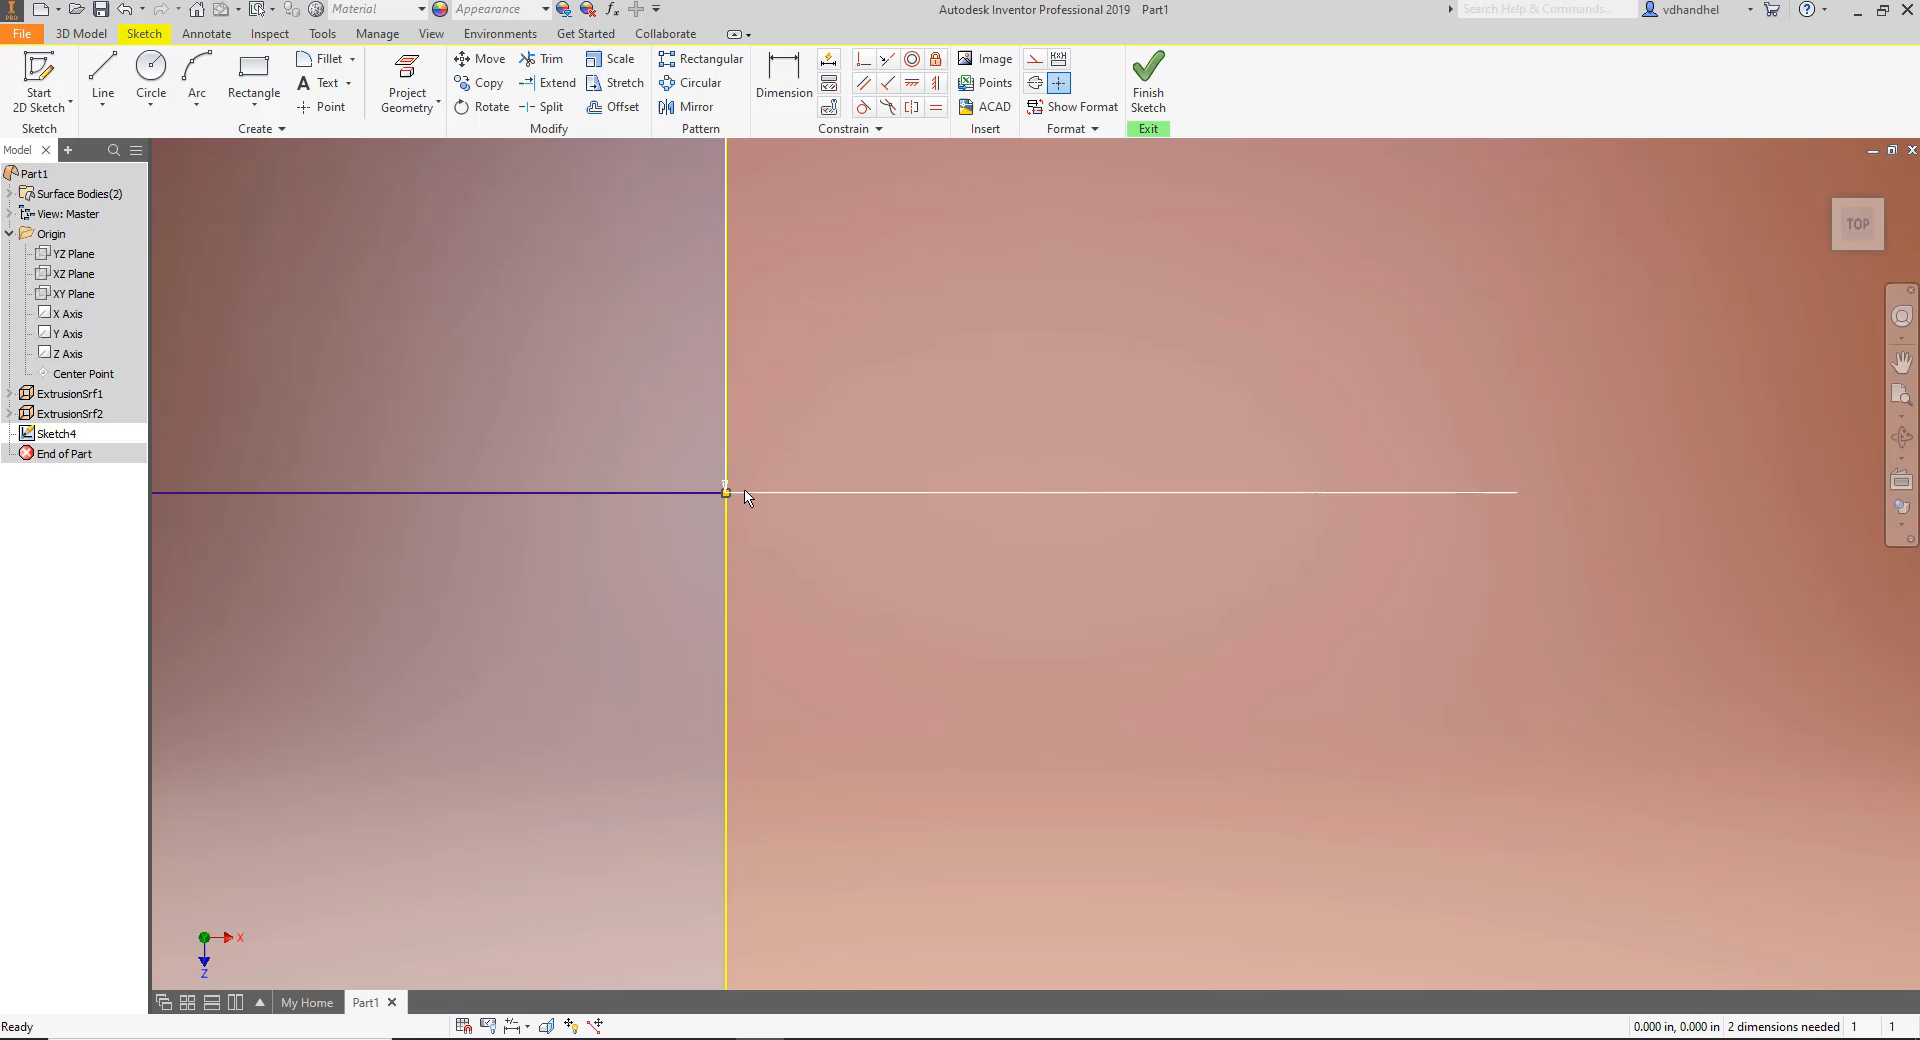 Material
Appearance
fx
Autodesk Inventor Professional 2019 Part1
Search Help & Commands...
vdhandhel
PRO
File
3D Model
Sketch
Annotate
Inspect
Tools
Manage
View
Environments
Get Started
Collaborate
Start
2D Sketch
Line
Circle
Arc
Rectangle
Fillet
Text
Point
Project
Geometry
Move
Copy
Rotate
Trim
Extend
Split
Scale
Stretch
Offset
Rectangular
Circular
Mirror
Dimension
Image
Points
ACAD
Show Format
Finish
Sketch
Sketch
Create
Modify
Pattern
Constrain
Insert
Format
Exit
Model
Part1
Surface Bodies(2)
View: Master
Origin
YZ Plane
XZ Plane
XY Plane
X Axis
Y Axis
Z Axis
Center Point
ExtrusionSrf1
ExtrusionSrf2
Sketch4
End of Part
TOP
X
Z
My Home
Part1
Ready
0.000 in, 0.000 in
2 dimensions needed
1
1